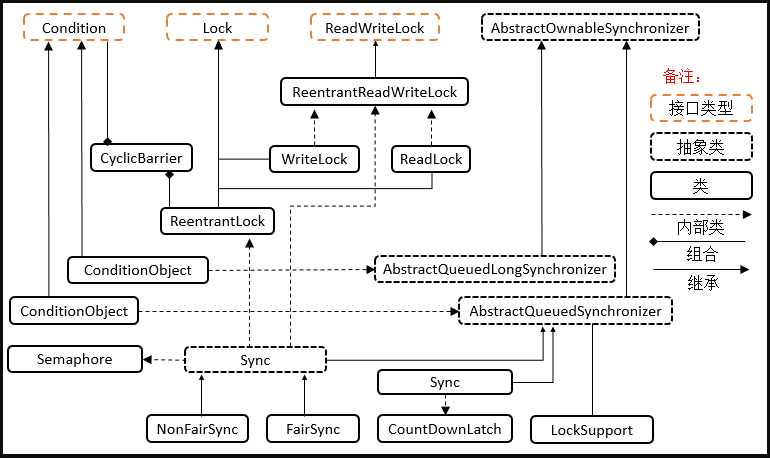 Condition
Lock
ReadWriteLock
AbstractOwnableSynchronizer
备注：
ReentrantReadWriteLock
接口类型
抽象类
CyclicBarrier
WriteLock
ReadLock
类
ReentrantLock
内部类
组合
ConditionObject
AbstractQueuedLongSynchronizer
继承
ConditionObject
AbstractQueuedSynchronizer
Semaphore
Sync
Sync
NonFairSync
FairSync
CountDownLatch
LockSupport